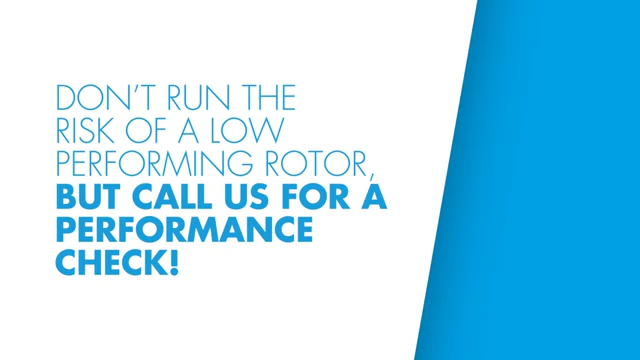 DON'T RUN THE
RISK OF A LOW
PERFORMING ROTOR,
BUT CALL US FOR A
PERFORMANCE
CHECK!